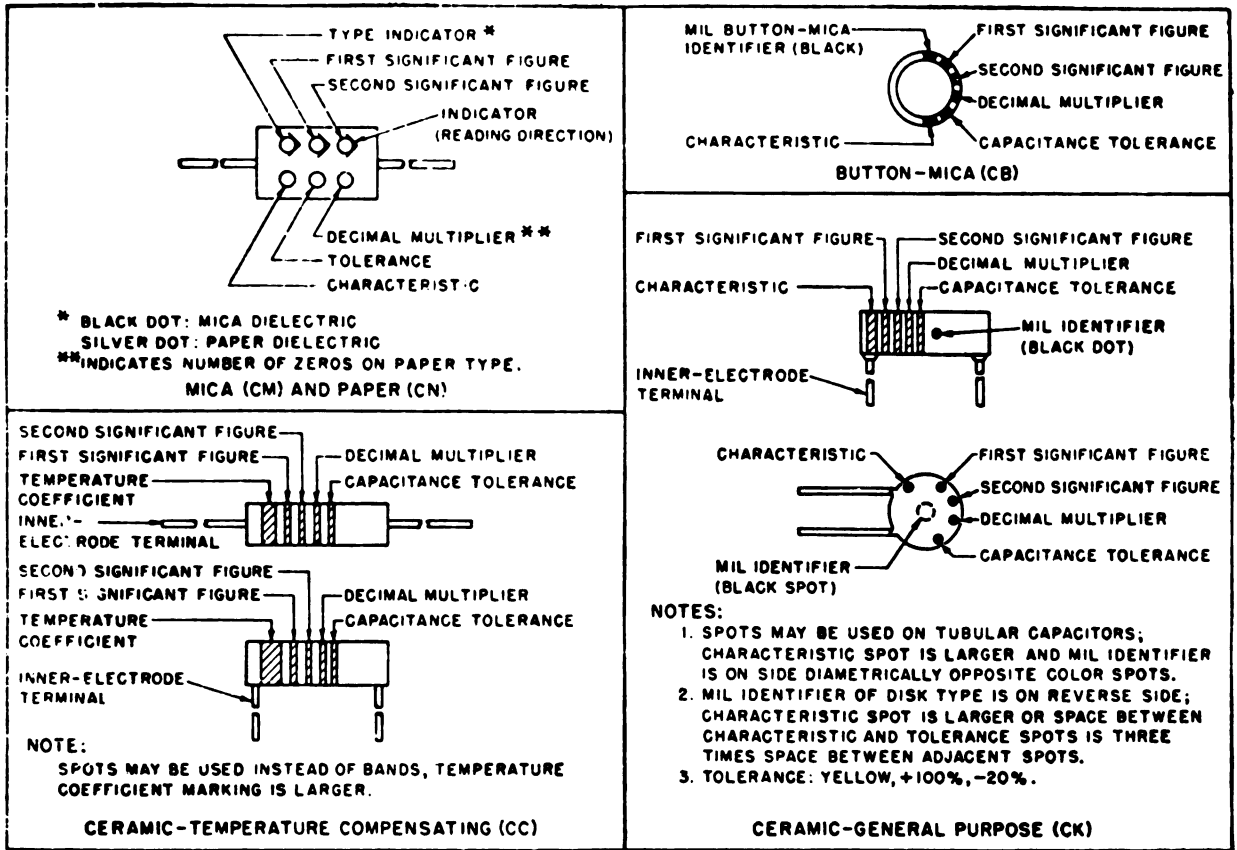 TYPE INDICATOR *
FIRST SIGNIFICANT FIGURE
SECOND SIGNIFICANT FIGURE
INDICATOR
(READING DIRECTION)
DECIMAL MULTIPLIER **
TOLERANCE
CHARACTERISTIC
* BLACK DOT: MICA DIELECTRIC
SILVER DOT: PAPER DIELECTRIC
** INDICATES NUMBER OF ZEROS ON PAPER TYPE.
MICA (CM) AND PAPER (CN)
MIL BUTTON-MICA
IDENTIFIER (BLACK)
FIRST SIGNIFICANT FIGURE
SECOND SIGNIFICANT FIGURE
DECIMAL MULTIPLIER
CHARACTERISTIC
CAPACITANCE TOLERANCE
BUTTON-MICA (CB)
SECOND SIGNIFICANT FIGURE
FIRST SIGNIFICANT FIGURE
DECIMAL MULTIPLIER
TEMPERATURE
COEFFICIENT
CAPACITANCE TOLERANCE
INNER-
ELECTRODE TERMINAL
SECOND SIGNIFICANT FIGURE
FIRST SIGNIFICANT FIGURE
DECIMAL MULTIPLIER
TEMPERATURE
COEFFICIENT
CAPACITANCE TOLERANCE
INNER-ELECTRODE
TERMINAL
NOTE:
SPOTS MAY BE USED INSTEAD OF BANDS, TEMPERATURE
COEFFICIENT MARKING IS LARGER.
CERAMIC-TEMPERATURE COMPENSATING (CC)
FIRST SIGNIFICANT FIGURE
SECOND SIGNIFICANT FIGURE
DECIMAL MULTIPLIER
CHARACTERISTIC
CAPACITANCE TOLERANCE
MIL IDENTIFIER
(BLACK DOT)
INNER-ELECTRODE
TERMINAL
CHARACTERISTIC
FIRST SIGNIFICANT FIGURE
SECOND SIGNIFICANT FIGURE
DECIMAL MULTIPLIER
CAPACITANCE TOLERANCE
MIL IDENTIFIER
(BLACK SPOT)
NOTES:
1. SPOTS MAY BE USED ON TUBULAR CAPACITORS;
CHARACTERISTIC SPOT IS LARGER AND MIL IDENTIFIER
IS ON SIDE DIAMETRICALLY OPPOSITE COLOR SPOTS.
2. MIL IDENTIFIER OF DISK TYPE IS ON REVERSE SIDE;
CHARACTERISTIC SPOT IS LARGER OR SPACE BETWEEN
CHARACTERISTIC AND TOLERANCE SPOTS IS THREE
TIMES SPACE BETWEEN ADJACENT SPOTS.
3. TOLERANCE: YELLOW, +100%, -20%.
CERAMIC-GENERAL PURPOSE (CK)